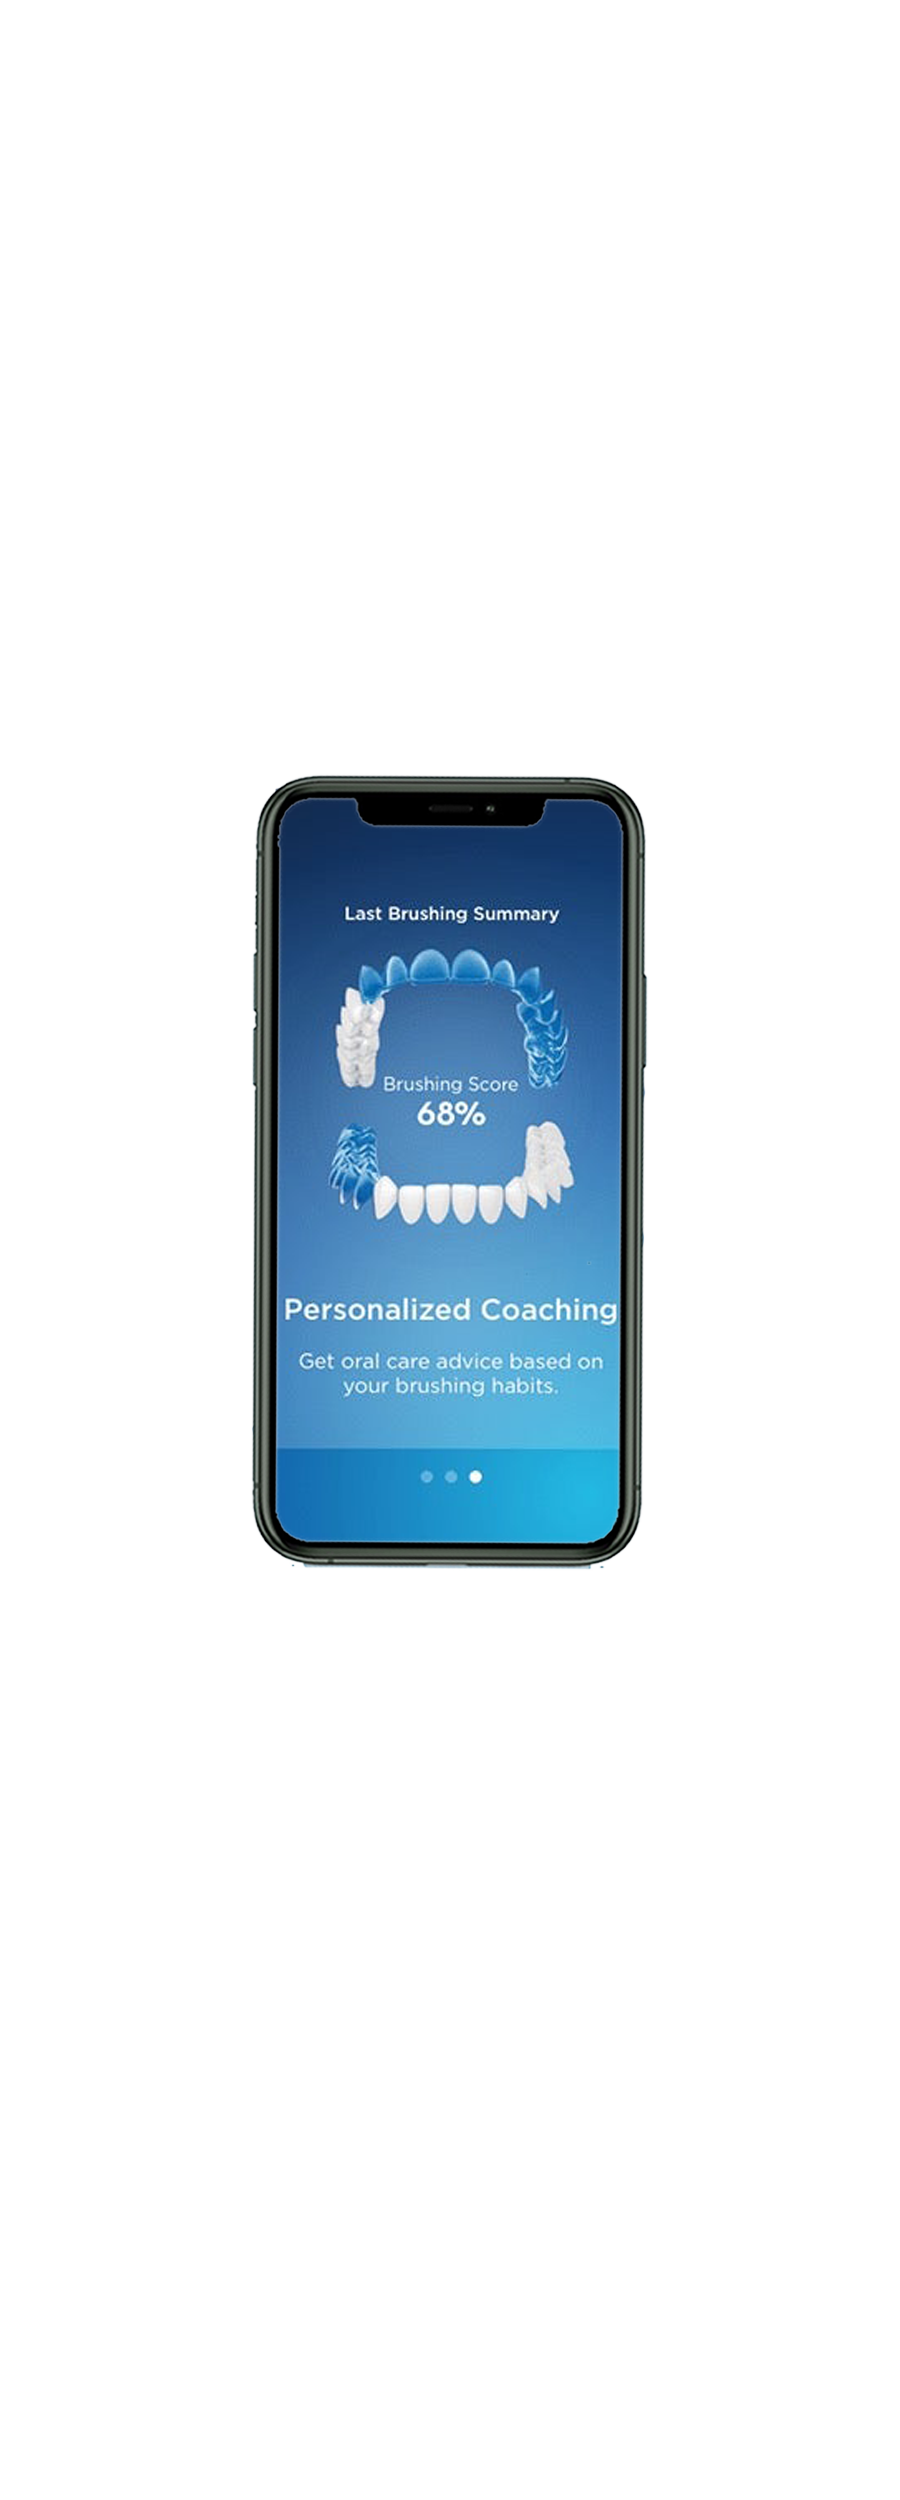 Last Brushing Summary
Brushing Score
68%
Personalized Coaching
Get oral care advice based on
your brushing habits.